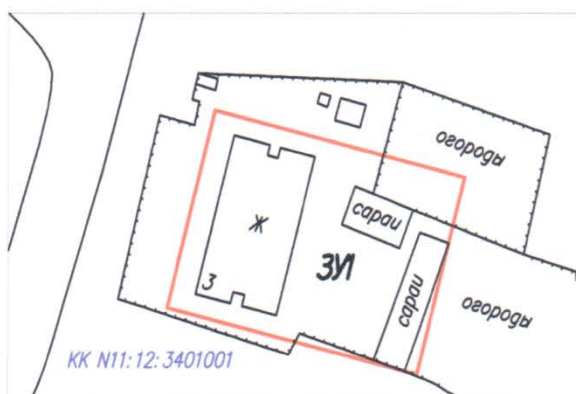 огороды
сараи
Ж
ЗУ1
3
сараи
огороды
КК N11:12:3401001